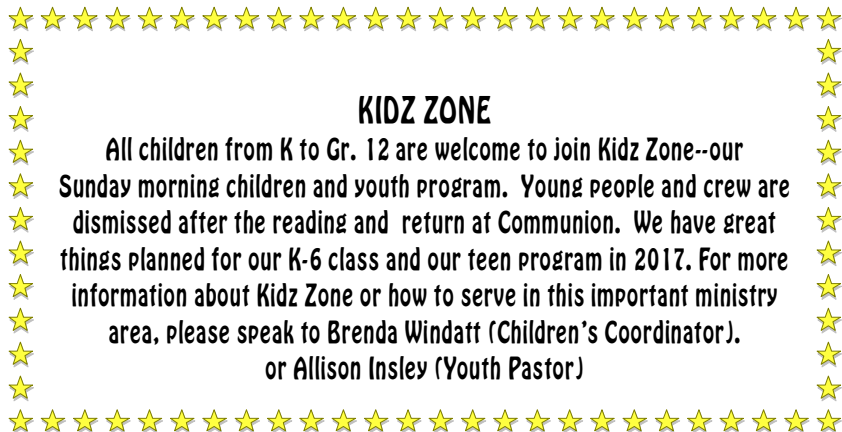 KIDZ ZONE
All children from K to Gr. 12 are welcome to join Kidz Zone--our
Sunday morning children and youth program.  Young people and crew are
dismissed after the reading and  return at Communion.  We have great
things planned for our K-6 class and our teen program in 2017. For more
information about Kidz Zone or how to serve in this important ministry
area, please speak to Brenda Windatt (Children's Coordinator).
or Allison Insley (Youth Pastor)